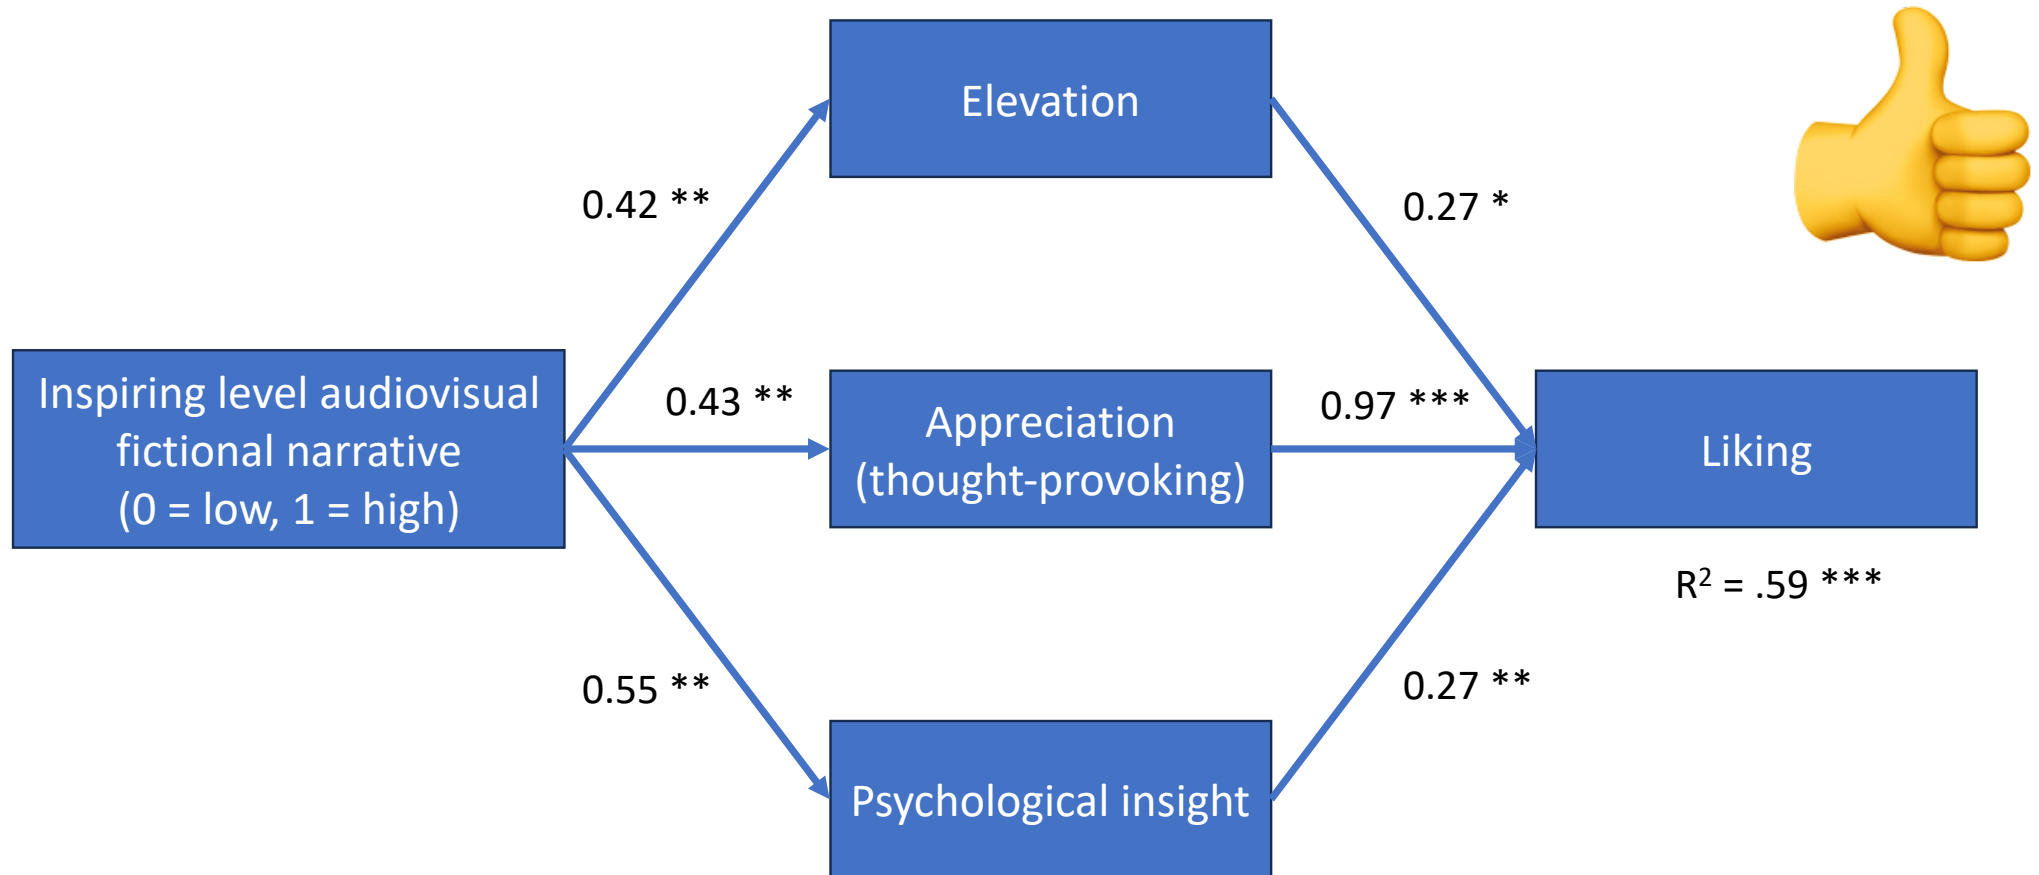 Elevation
0.42 **
0.27 *
Inspiring level audiovisual
fictional narrative
(0 = low, 1 = high)
0.43 **
Appreciation
(thought-provoking)
0.97 ***
Liking
R² = .59 ***
0.55 **
0.27 **
Psychological insight